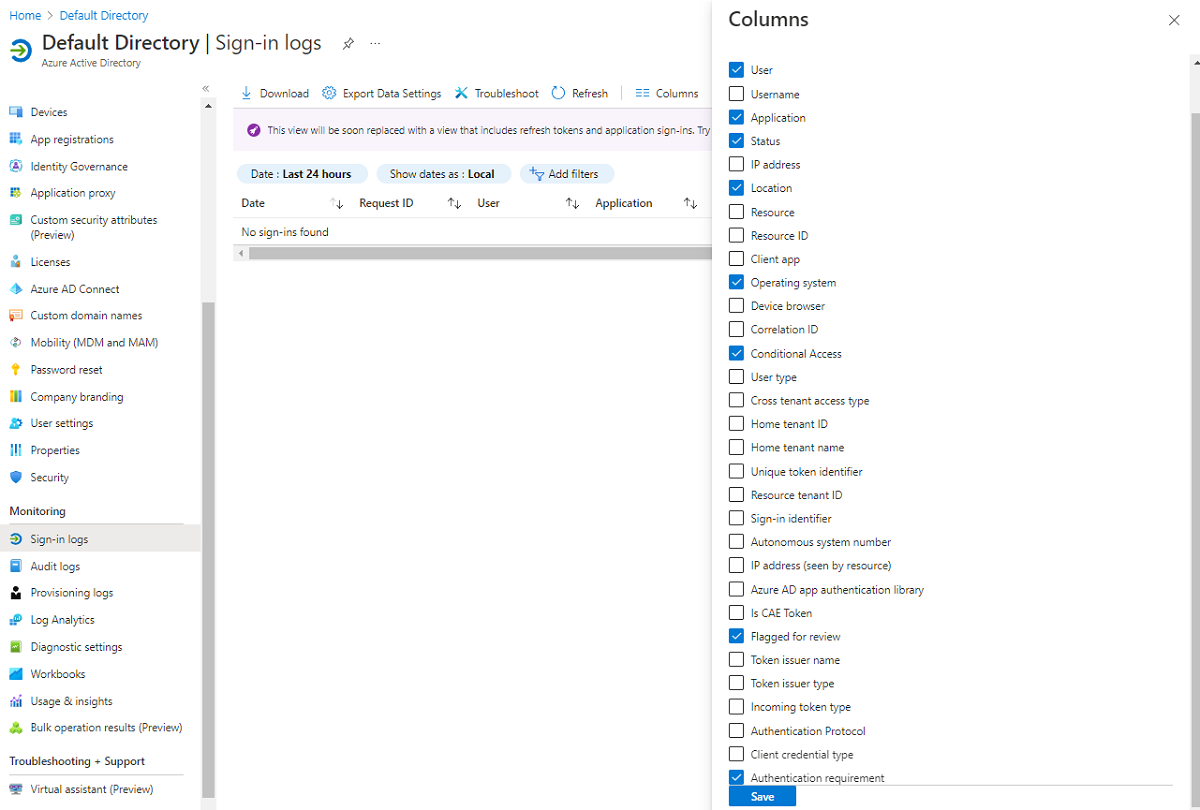 Home > Default Directory
Default Directory | Sign-in logs
Azure Active Directory
Devices
App registrations
Identity Governance
Application proxy
Custom security attributes
(Preview)
Licenses
Azure AD Connect
Custom domain names
Mobility (MDM and MAM)
Password reset
Company branding
User settings
Properties
Security
Monitoring
Sign-in logs
Audit logs
Provisioning logs
Log Analytics
Diagnostic settings
Workbooks
Usage & insights
Bulk operation results (Preview)
Troubleshooting + Support
Virtual assistant (Preview)
Download Export Data Settings Troubleshoot Refresh Columns
This view will be soon replaced with a view that includes refresh tokens and application sign-ins. Try
Date : Last 24 hours Show dates as : Local Add filters
Date Request ID User Application
No sign-ins found
Columns
User
Username
Application
Status
IP address
Location
Resource
Resource ID
Client app
Operating system
Device browser
Correlation ID
Conditional Access
User type
Cross tenant access type
Home tenant ID
Home tenant name
Unique token identifier
Resource tenant ID
Sign-in identifier
Autonomous system number
IP address (seen by resource)
Azure AD app authentication library
Is CAE Token
Flagged for review
Token issuer name
Token issuer type
Incoming token type
Authentication Protocol
Client credential type
Authentication requirement
Save